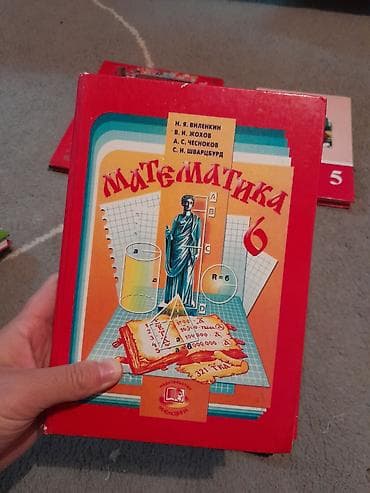 Н. Я. ВИЛЕНКИН
В. И. ЖОХОВ
А. С. ЧЕСНОКОВ
С. И. ШВАРЦБУРД
МАТЕМАТИКА
6
A
B
a
C
R = 6
D
5